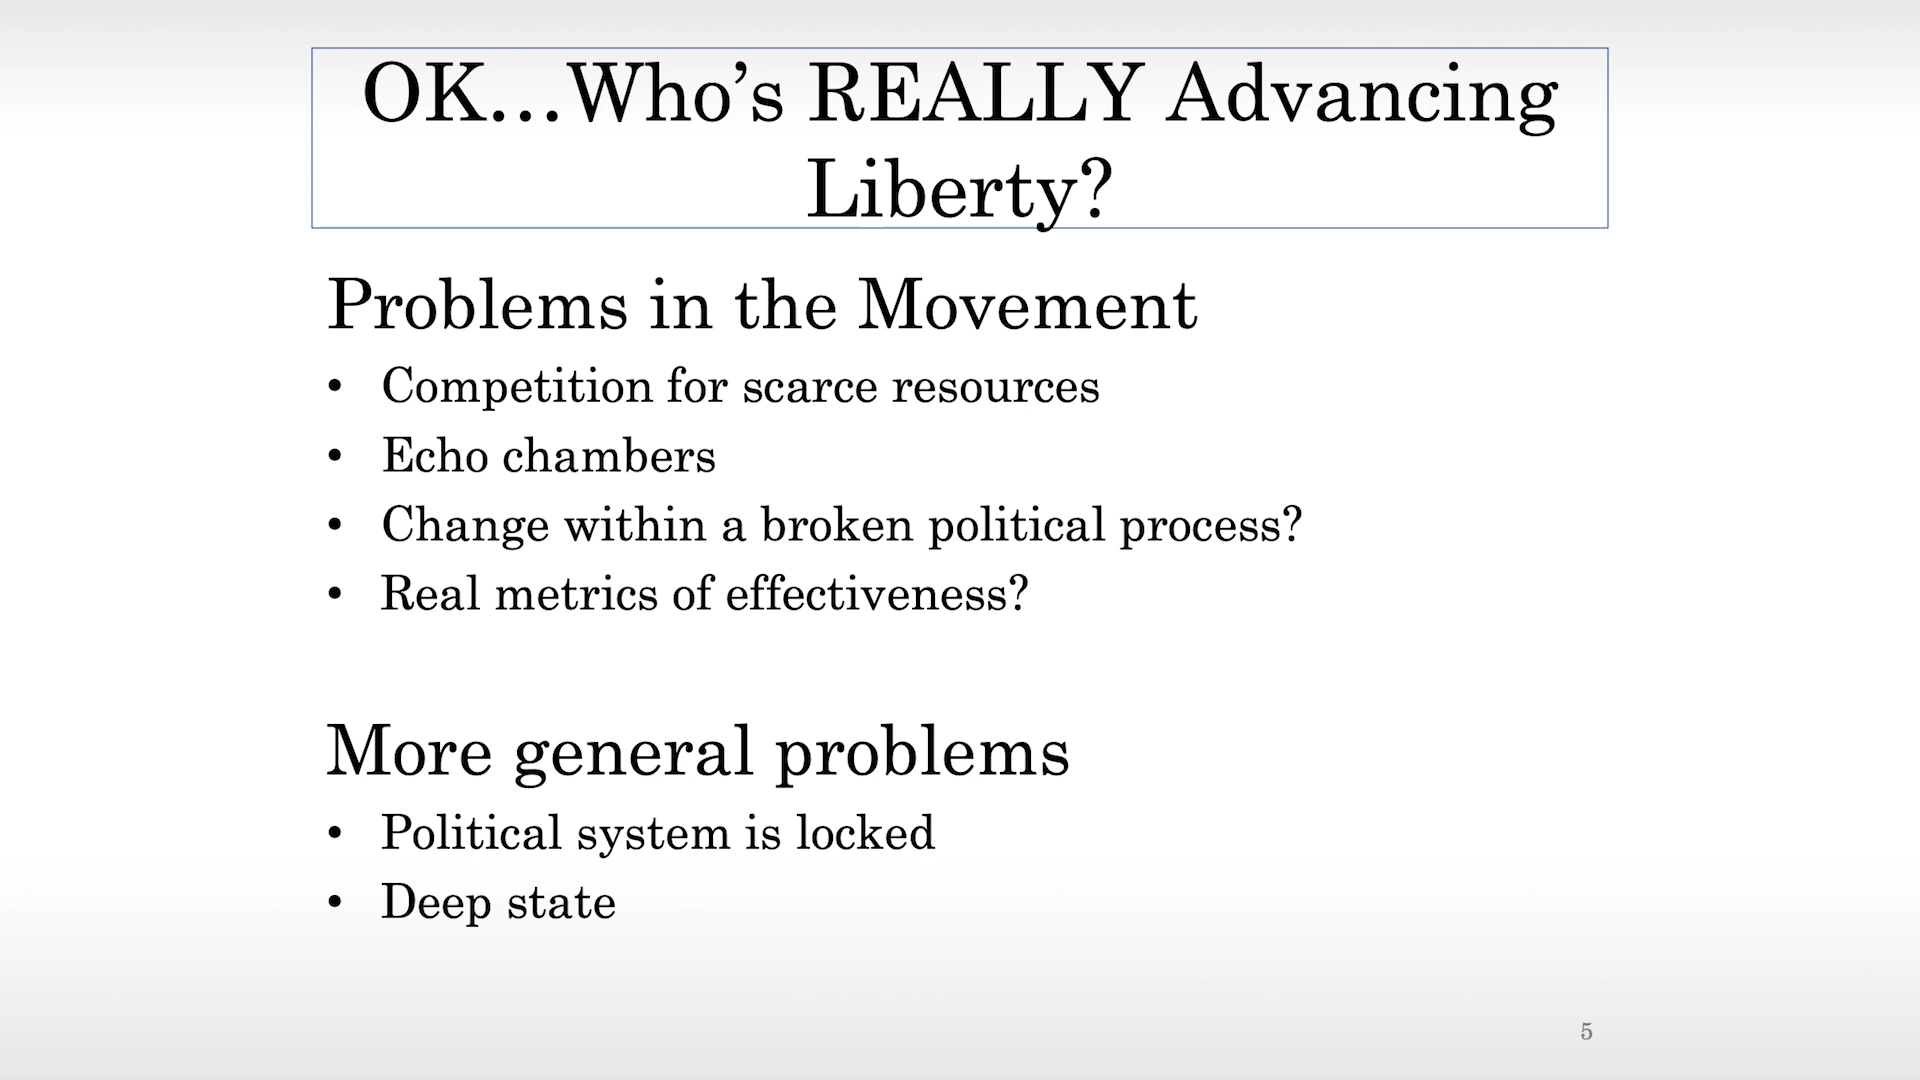 OK…Who’s REALLY Advancing
Liberty?
Problems in the Movement
• Competition for scarce resources
• Echo chambers
• Change within a broken political process?
• Real metrics of effectiveness?
More general problems
• Political system is locked
• Deep state
5